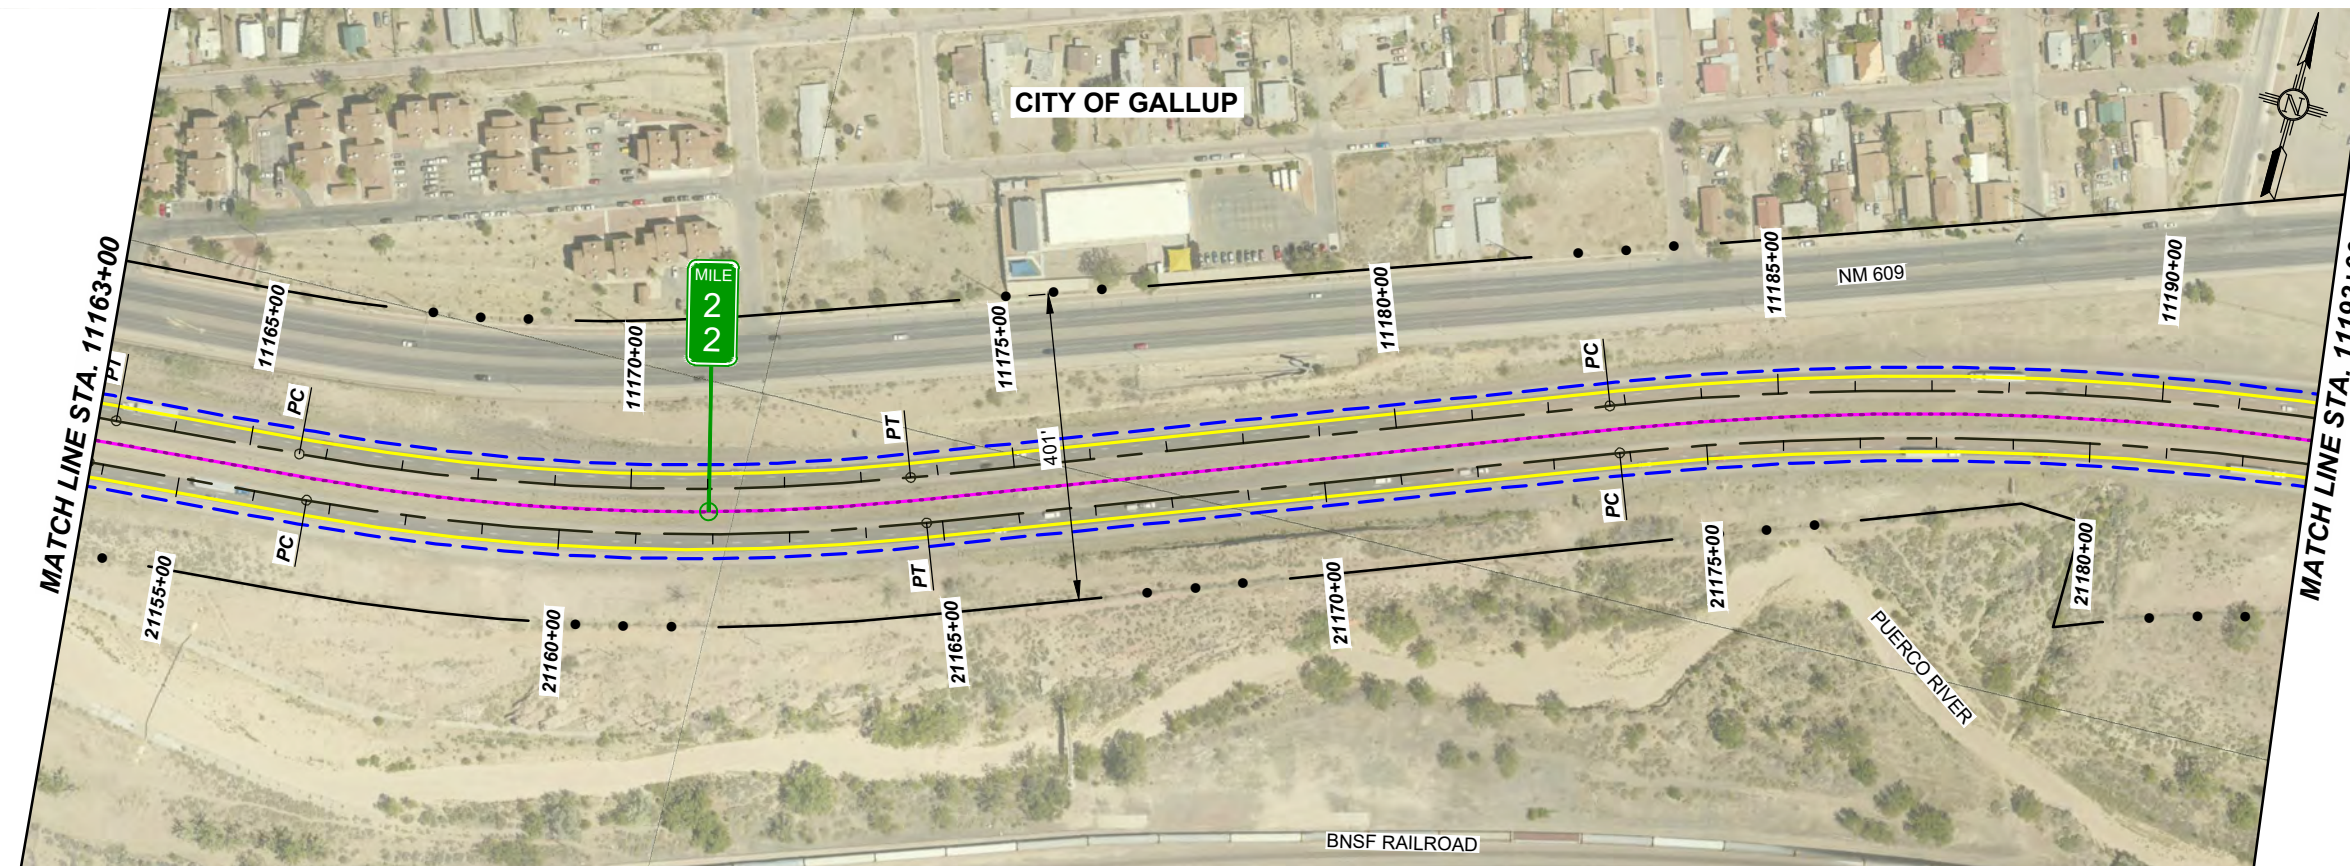 CITY OF GALLUP
N
MATCH LINE STA. 11163+00
11165+00
MILE
2
2
11170+00
11175+00
11180+00
11185+00
NM 609
11190+00
PT
PC
PT
401'
PC
PC
PT
PC
21155+00
21160+00
21165+00
21170+00
21175+00
21180+00
PUERCO RIVER
MATCH LINE STA.
BNSF RAILROAD